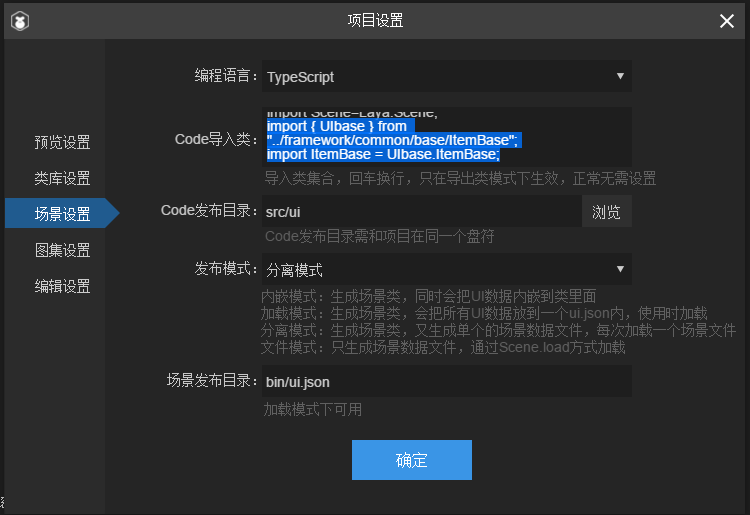 项目设置
编程语言：
TypeScript
预览设置
类库设置
场景设置
图集设置
编辑设置
Code导入类：
import Scene=Laya.Scene;
import { UIbase } from
"../framework/common/base/ItemBase";
import ItemBase = UIbase.ItemBase;
导入类集合，回车换行，只在导出类模式下生效，正常无需设置
Code发布目录：
src/ui
浏览
Code发布目录需和项目在同一个盘符
发布模式：
分离模式
内嵌模式：生成场景类，同时会把UI数据内嵌到类里面
加载模式：生成场景类，会把所有UI数据放到一个ui.json内，使用时加载
分离模式：生成场景类，又生成单个的场景数据文件，每次加载一个场景文件
文件模式：只生成场景数据文件，通过Scene.load方式加载
场景发布目录：
bin/ui.json
加载模式下可用
确定